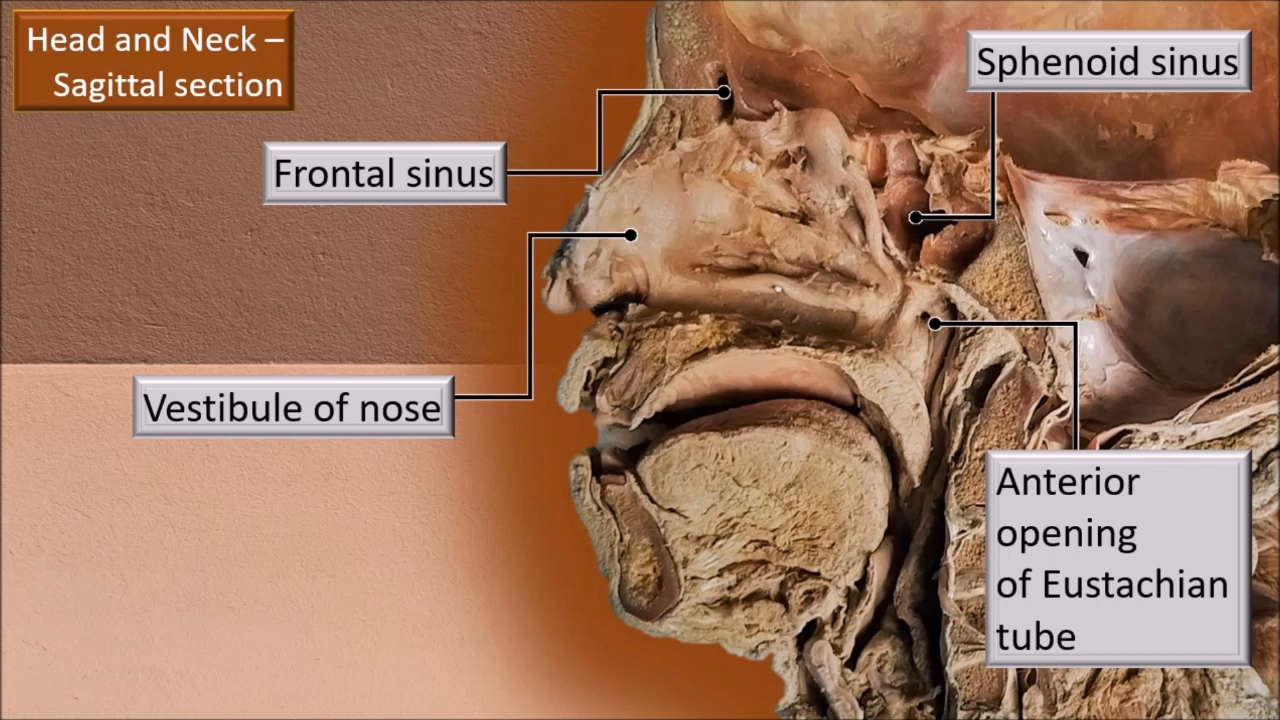 Head and Neck –
Sagittal section
Sphenoid sinus
Frontal sinus
Vestibule of nose
Anterior
opening
of Eustachian
tube